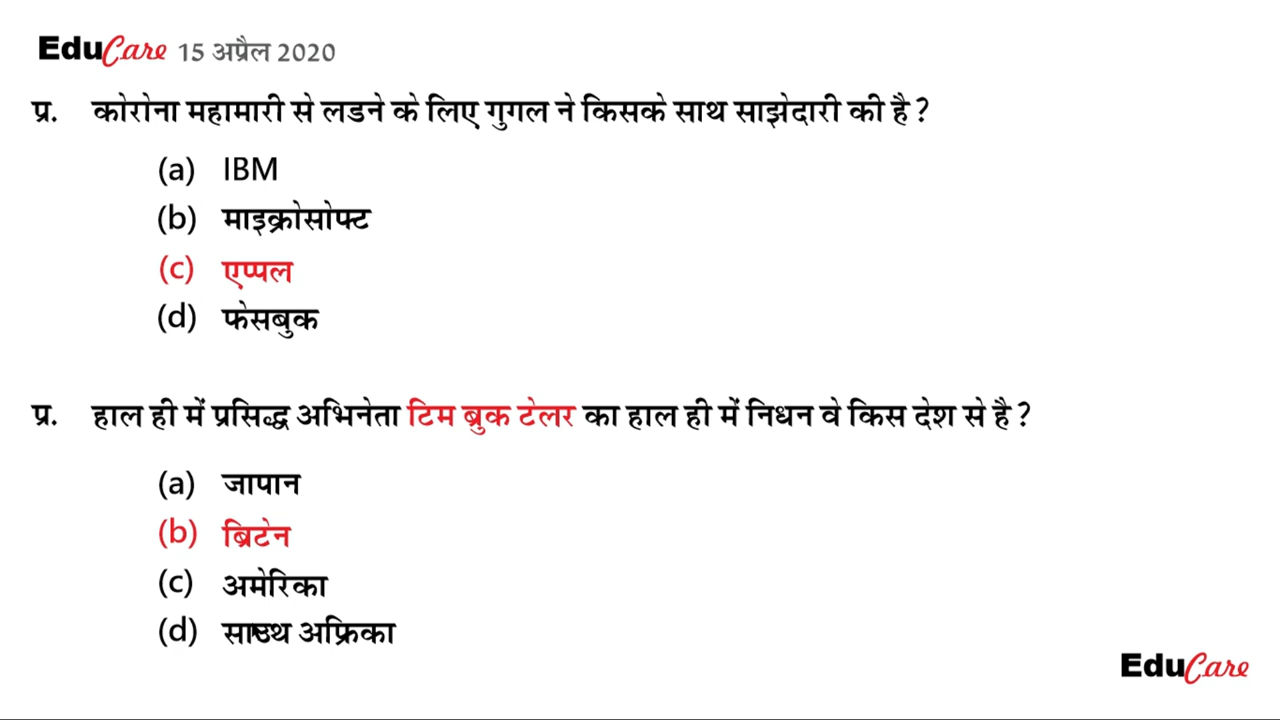 EduCare 15 अप्रैल 2020
प्र. कोरोना महामारी से लडने के लिए गुगल ने किसके साथ साझेदारी की है ?
(a) IBM
(b) माइक्रोसोफ्ट
(c) एप्पल
(d) फेसबुक
प्र. हाल ही में प्रसिद्ध अभिनेता टिम ब्रुक टेलर का हाल ही में निधन वे किस देश से है ?
(a) जापान
(b) ब्रिटेन
(c) अमेरिका
(d) साउथ अफ्रिका
EduCare